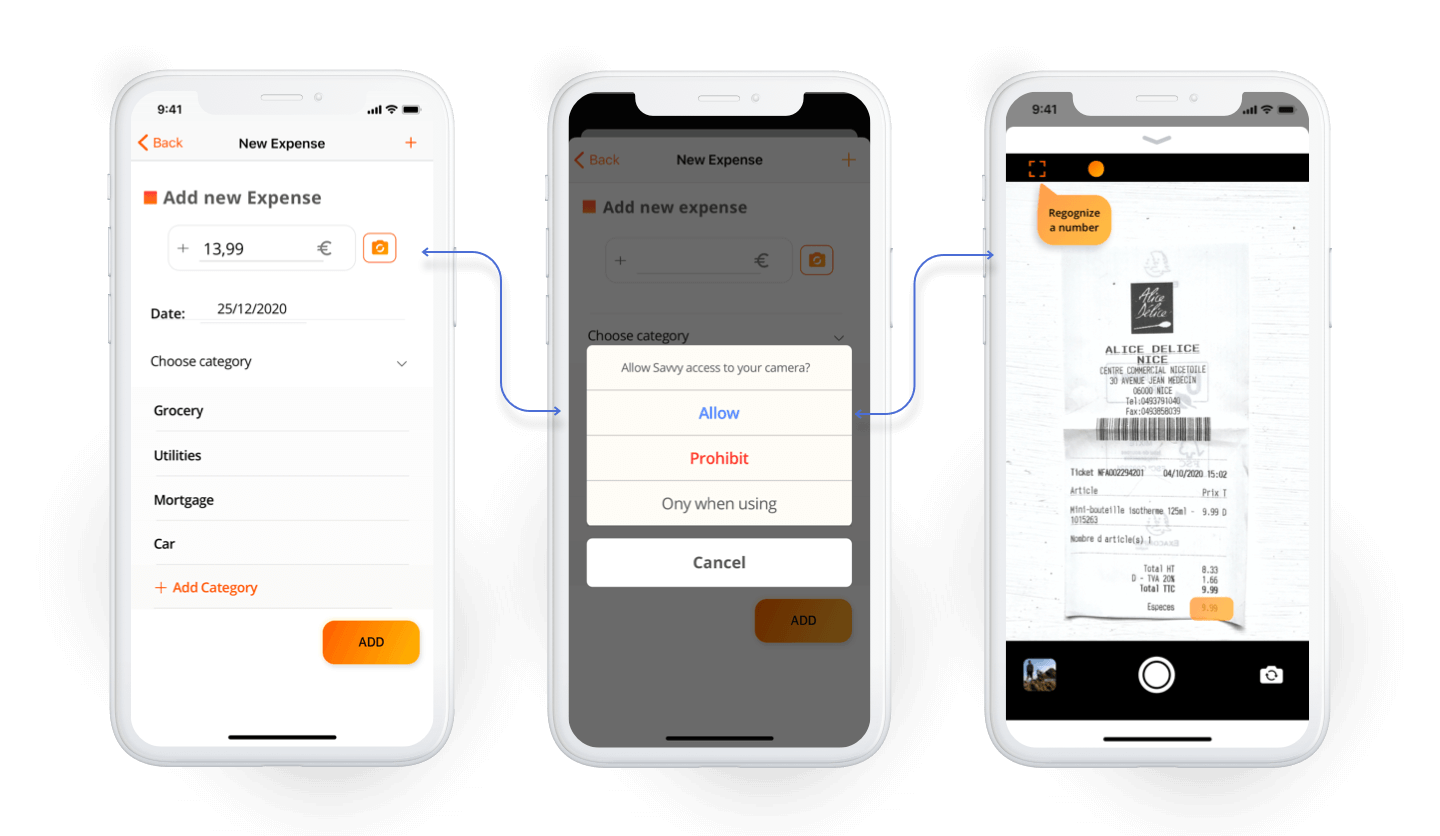 9:41
Back
New Expense
+
Add new Expense
+ 13,99 €
Date: 25/12/2020
Choose category
Grocery
Utilities
Mortgage
Car
+ Add Category
ADD
Back
New Expense
+
Add new expense
+ €
Choose category
Allow Savvy access to your camera?
Allow
Prohibit
Ony when using
Cancel
ADD
9:41
Regognize
a number
Alice
Délice
ALICE DELICE
NICE
CENTRE COMMERCIAL NICETOILE
30 AVENUE JEAN MEDECIN
06000 NICE
Tel:0493791040
Fax:0493858039
Ticket NFA002294201 04/10/2020 15:02
Article Prix T
Mini-bouteille isotherme 125ml - 9.99 D
1015263
Nombre d article(s) 1
Total HT 8.33
D - TVA 20% 1.66
Total TTC 9.99
Especes 9.99